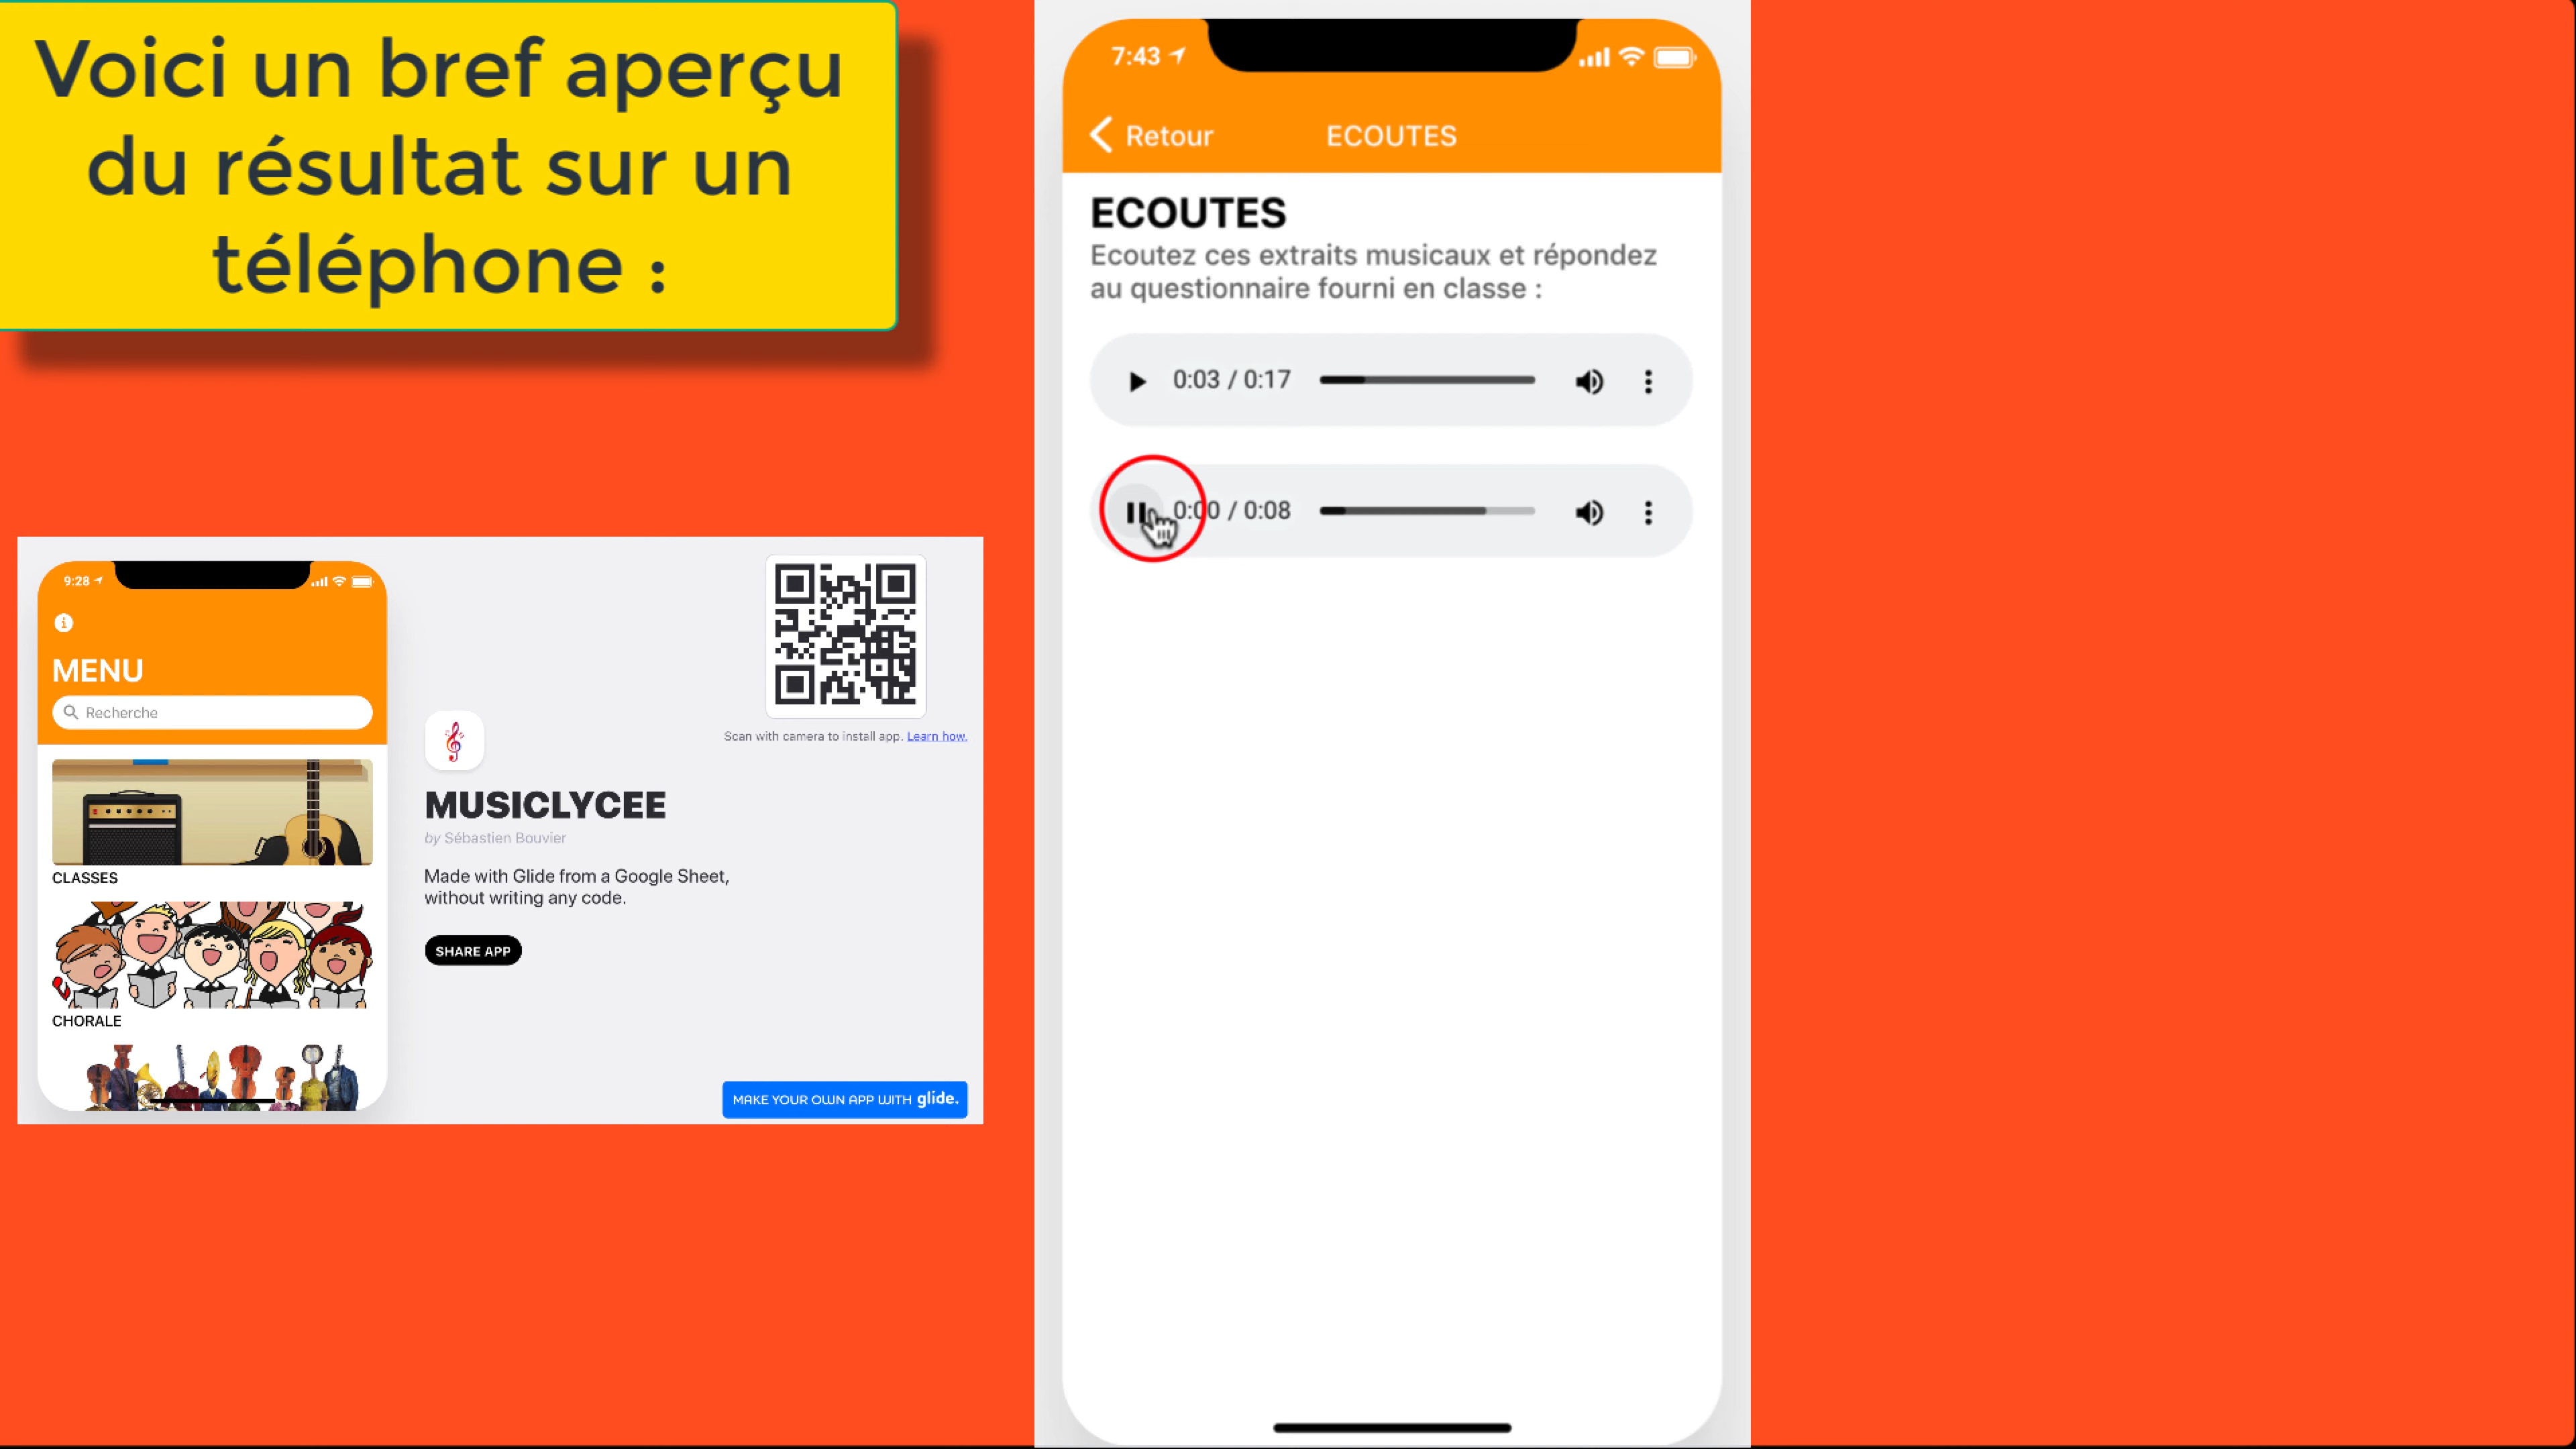 Voici un bref aperçu
du résultat sur un
téléphone :
9:28
MENU
Recherche
CLASSES
CHORALE
Scan with camera to install app. Learn how.
MUSICLYCEE
by Sébastien Bouvier
Made with Glide from a Google Sheet,
without writing any code.
SHARE APP
MAKE YOUR OWN APP WITH glide.
7:43
Retour
ECOUTES
ECOUTES
Ecoutez ces extraits musicaux et répondez
au questionnaire fourni en classe :
0:03 / 0:17
0:00 / 0:08